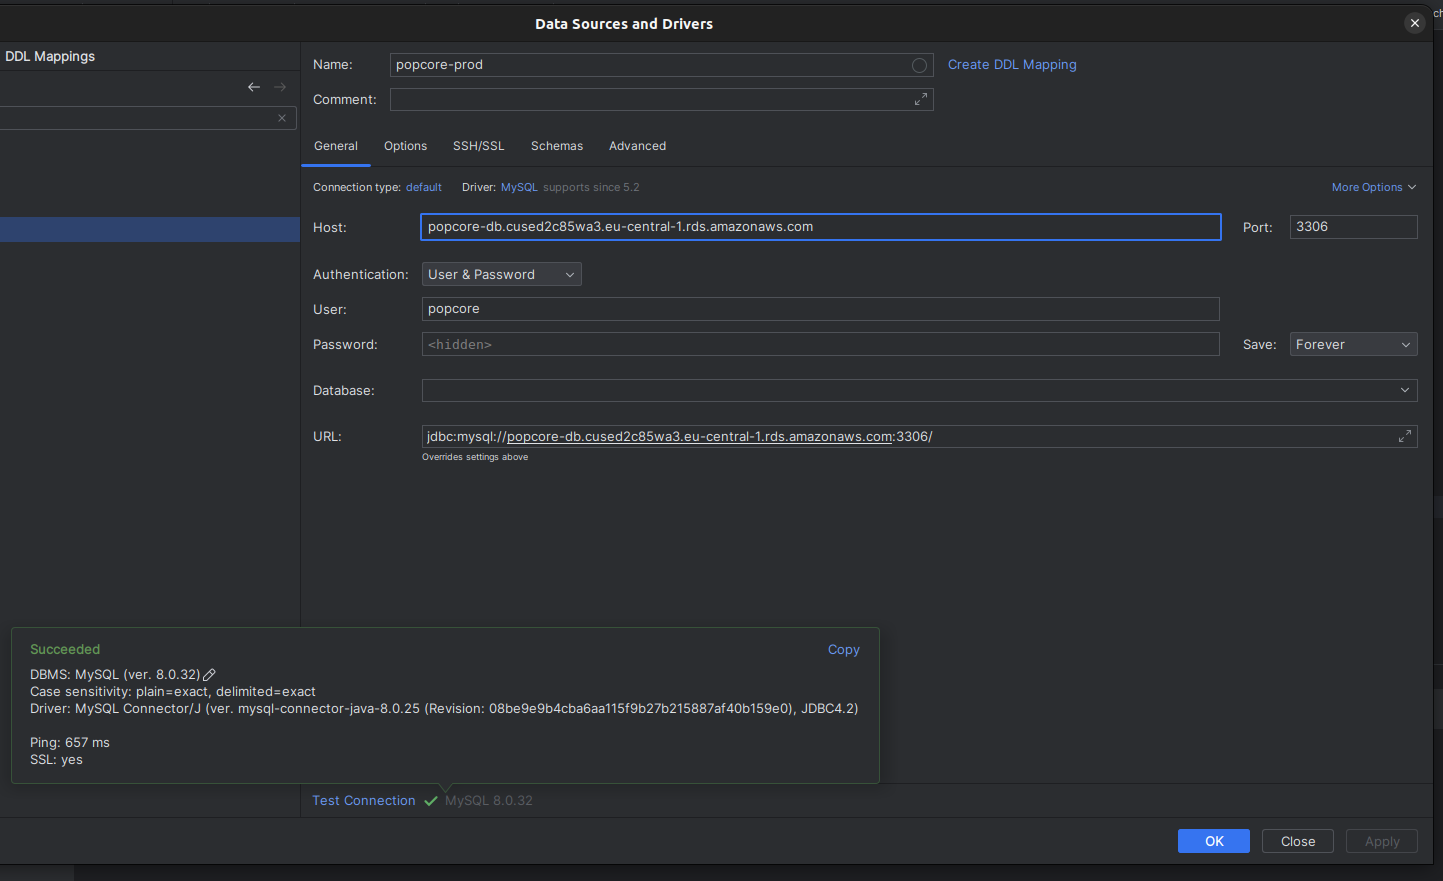 Data Sources and Drivers
DDL Mappings
Name: popcore-prod Create DDL Mapping
Comment:
General Options SSH/SSL Schemas Advanced
Connection type: default Driver: MySQL supports since 5.2 More Options
Host: popcore-db.cused2c85wa3.eu-central-1.rds.amazonaws.com Port: 3306
Authentication: User & Password
User: popcore
Password: <hidden> Save: Forever
Database:
URL: jdbc:mysql://popcore-db.cused2c85wa3.eu-central-1.rds.amazonaws.com:3306/
Overrides settings above
Succeeded Copy
DBMS: MySQL (ver. 8.0.32)
Case sensitivity: plain=exact, delimited=exact
Driver: MySQL Connector/J (ver. mysql-connector-java-8.0.25 (Revision: 08be9e9b4cba6aa115f9b27b215887af40b159e0), JDBC4.2)
Ping: 657 ms
SSL: yes
Test Connection MySQL 8.0.32
OK Close Apply